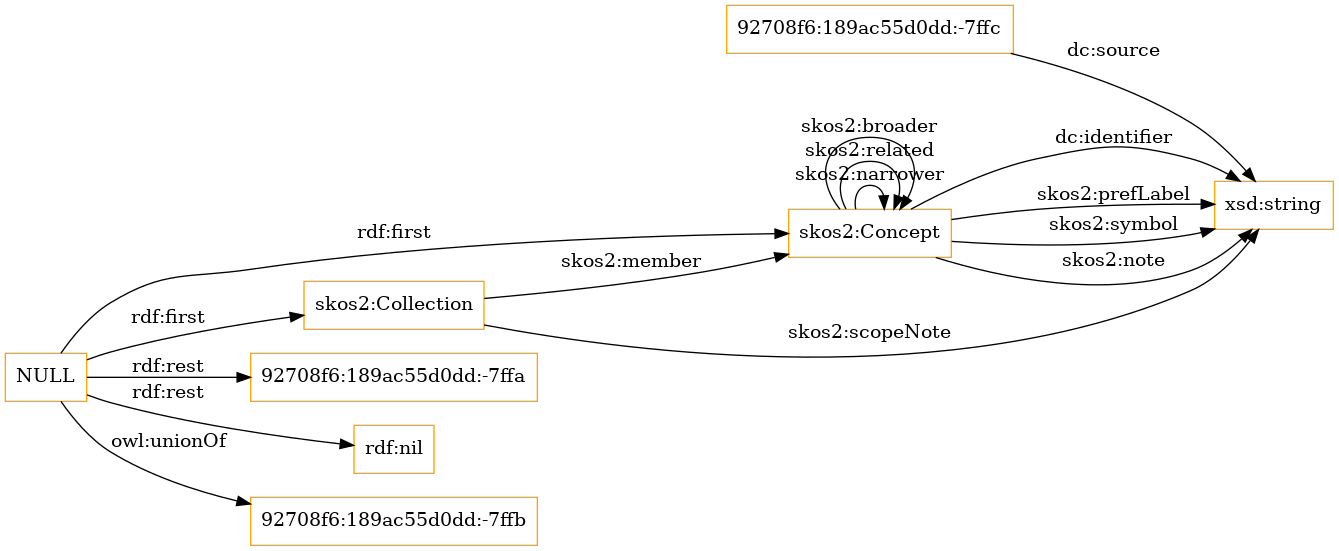 92708f6:189ac55d0dd:-7ffc
dc:source
skos2:broader
skos2:related
skos2:narrower
dc:identifier
skos2:prefLabel
xsd:string
skos2:symbol
skos2:Concept
rdf:first
skos2:member
skos2:note
skos2:Collection
rdf:first
skos2:scopeNote
NULL
rdf:rest
92708f6:189ac55d0dd:-7ffa
rdf:rest
owl:unionOf
rdf:nil
92708f6:189ac55d0dd:-7ffb